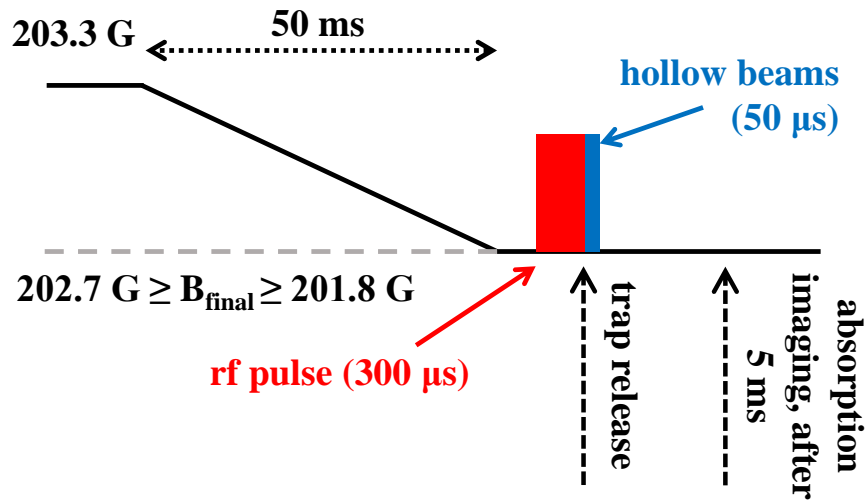 203.3 G
50 ms
hollow beams
(50 μs)
202.7 G ≥ B_final ≥ 201.8 G
rf pulse (300 μs)
trap release
absorption
imaging, after
5 ms